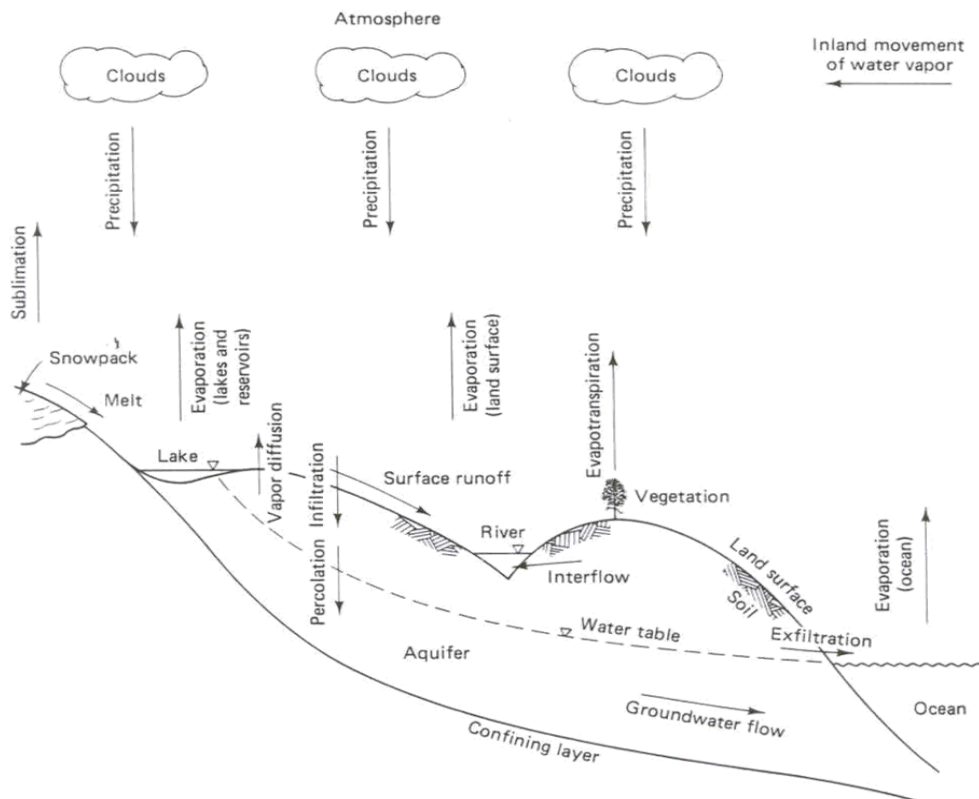 Atmosphere
Clouds
Clouds
Clouds
Inland movement
of water vapor
Precipitation
Precipitation
Precipitation
Sublimation
Snowpack
Melt
Evaporation
(lakes and
reservoirs)
Evaporation
(land surface)
Evapotranspiration
Lake
Vapor diffusion
Infiltration
Surface runoff
Vegetation
River
Interflow
Percolation
Land surface
Soil
Evaporation
(ocean)
Water table
Exfiltration
Aquifer
Groundwater flow
Ocean
Confining layer